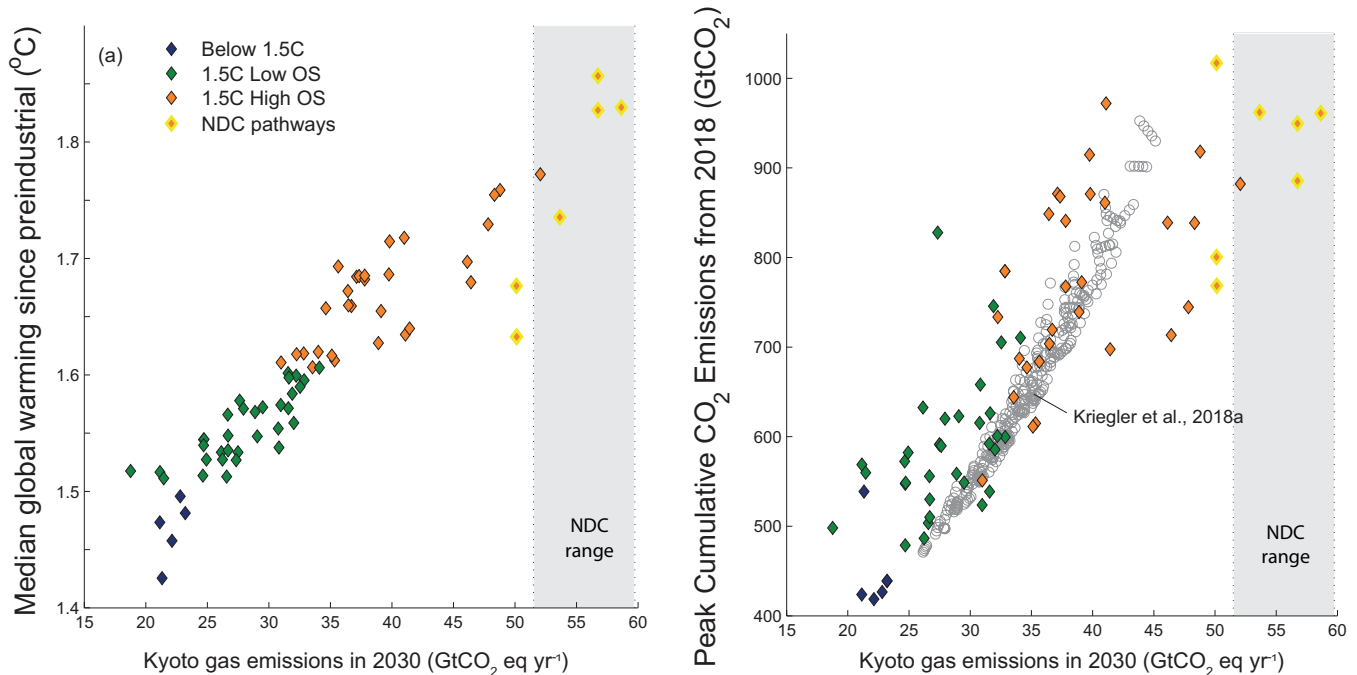 Median global warming since preindustrial (°C)
(a)
Below 1.5C
1.5C Low OS
1.5C High OS
NDC pathways
1.9
1.8
1.7
1.6
1.5
1.4
NDC
range
15 20 25 30 35 40 45 50 55 60
Kyoto gas emissions in 2030 (GtCO₂ eq yr⁻¹)
Peak Cumulative CO₂ Emissions from 2018 (GtCO₂)
1000
900
800
700
600
500
400
Kriegler et al., 2018a
NDC
range
15 20 25 30 35 40 45 50 55 60
Kyoto gas emissions in 2030 (GtCO₂ eq yr⁻¹)